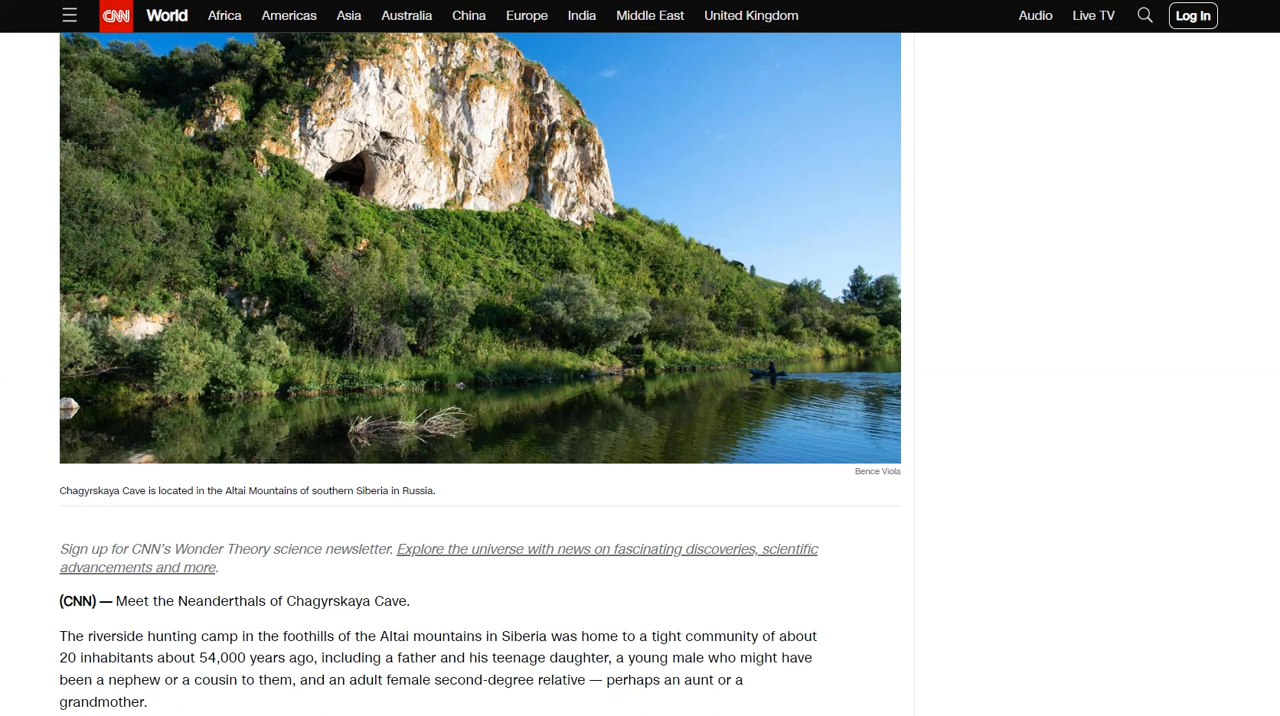 CNN World Africa Americas Asia Australia China Europe India Middle East United Kingdom Audio Live TV Log In
Bence Viola
Chagyrskaya Cave is located in the Altai Mountains of southern Siberia in Russia.
Sign up for CNN’s Wonder Theory science newsletter. Explore the universe with news on fascinating discoveries, scientific
advancements and more.
(CNN) — Meet the Neanderthals of Chagyrskaya Cave.
The riverside hunting camp in the foothills of the Altai mountains in Siberia was home to a tight community of about
20 inhabitants about 54,000 years ago, including a father and his teenage daughter, a young male who might have
been a nephew or a cousin to them, and an adult female second-degree relative — perhaps an aunt or a
grandmother.